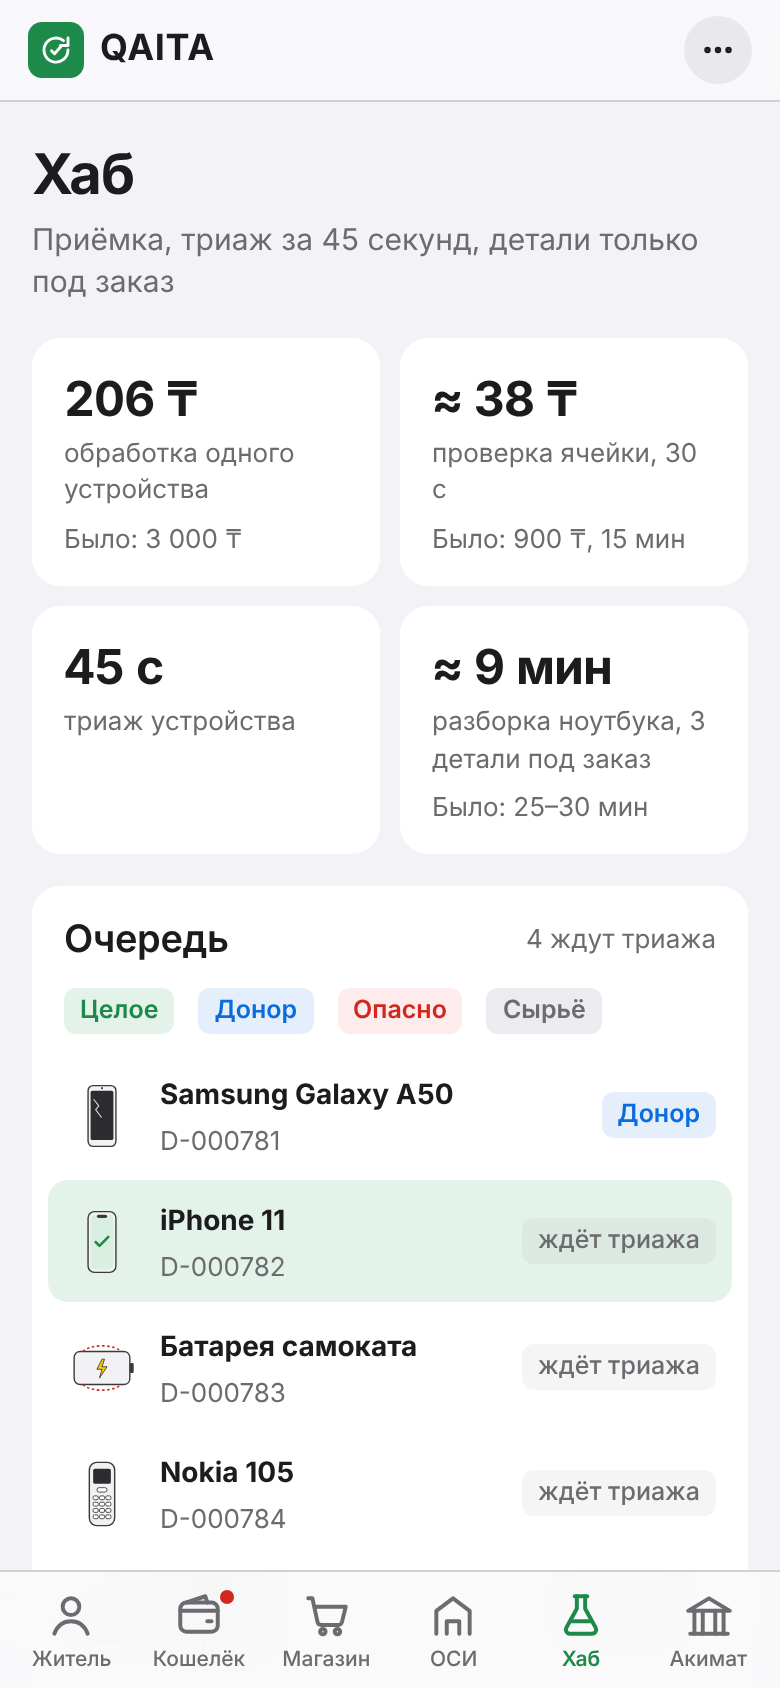 QAITA
Хаб
Приёмка, триаж за 45 секунд, детали только
под заказ
206 ₸
обработка одного
устройства
Было: 3 000 ₸
≈ 38 ₸
проверка ячейки, 30
с
Было: 900 ₸, 15 мин
45 с
триаж устройства
≈ 9 мин
разборка ноутбука, 3
детали под заказ
Было: 25–30 мин
Очередь
4 ждут триажа
Целое Донор Опасно Сырьё
Samsung Galaxy A50
D-000781
Донор
iPhone 11
D-000782
ждёт триажа
Батарея самоката
D-000783
ждёт триажа
Nokia 105
D-000784
ждёт триажа
Житель Кошелёк Магазин ОСИ Хаб Акимат